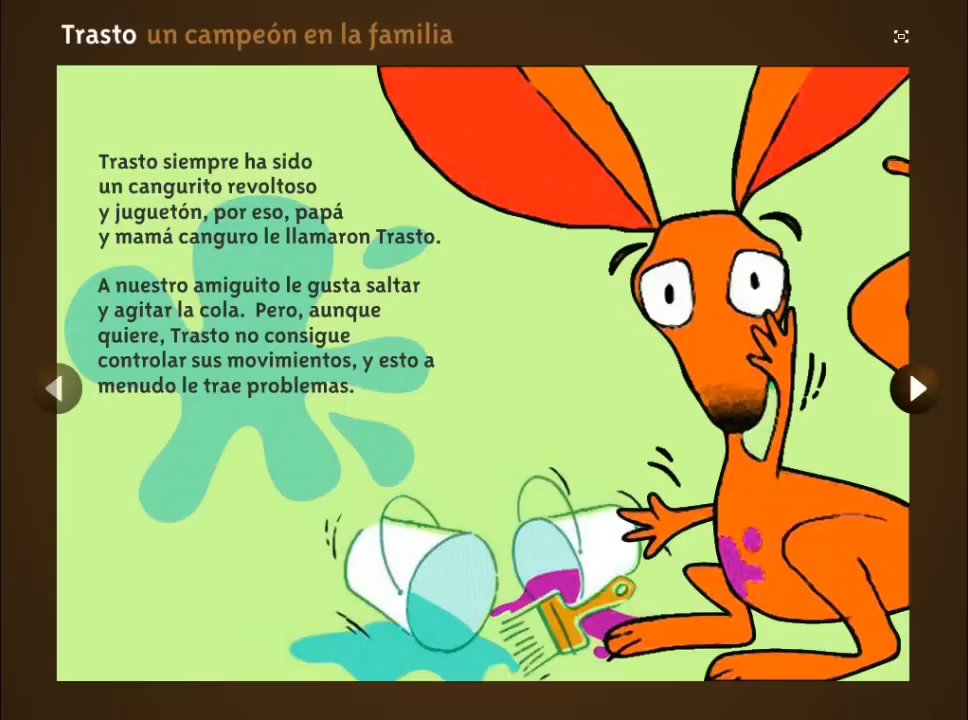 Trasto un campeón en la familia
Trasto siempre ha sido
un cangurito revoltoso
y juguetón, por eso, papá
y mamá canguro le llamaron Trasto.
A nuestro amiguito le gusta saltar
y agitar la cola. Pero, aunque
quiere, Trasto no consigue
controlar sus movimientos, y esto a
menudo le trae problemas.